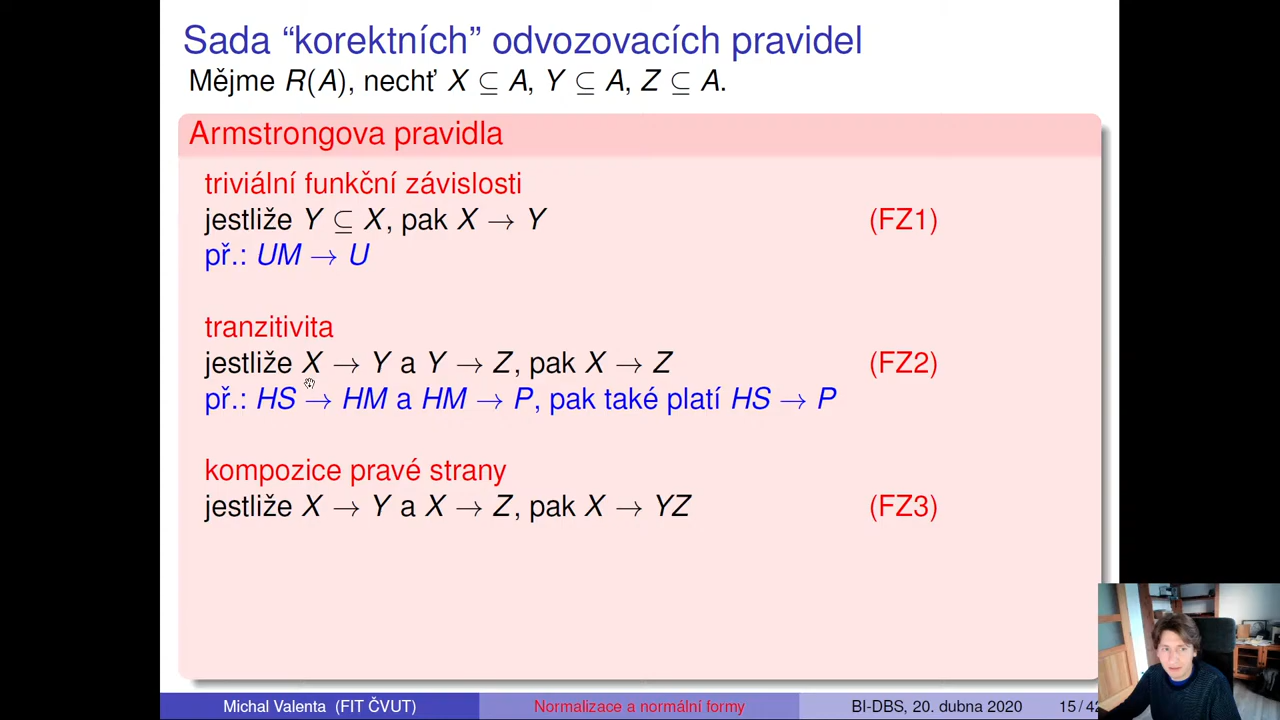 Sada “korektních” odvozovacích pravidel
Mějme R(A), nechť X ⊆ A, Y ⊆ A, Z ⊆ A.
Armstrongova pravidla
triviální funkční závislosti
jestliže Y ⊆ X, pak X → Y (FZ1)
př.: UM → U
tranzitivita
jestliže X → Y a Y → Z, pak X → Z (FZ2)
př.: HS → HM a HM → P, pak také platí HS → P
kompozice pravé strany
jestliže X → Y a X → Z, pak X → YZ (FZ3)
Michal Valenta (FIT ČVUT) Normalizace a normální formy BI-DBS, 20. dubna 2020 15 / 42